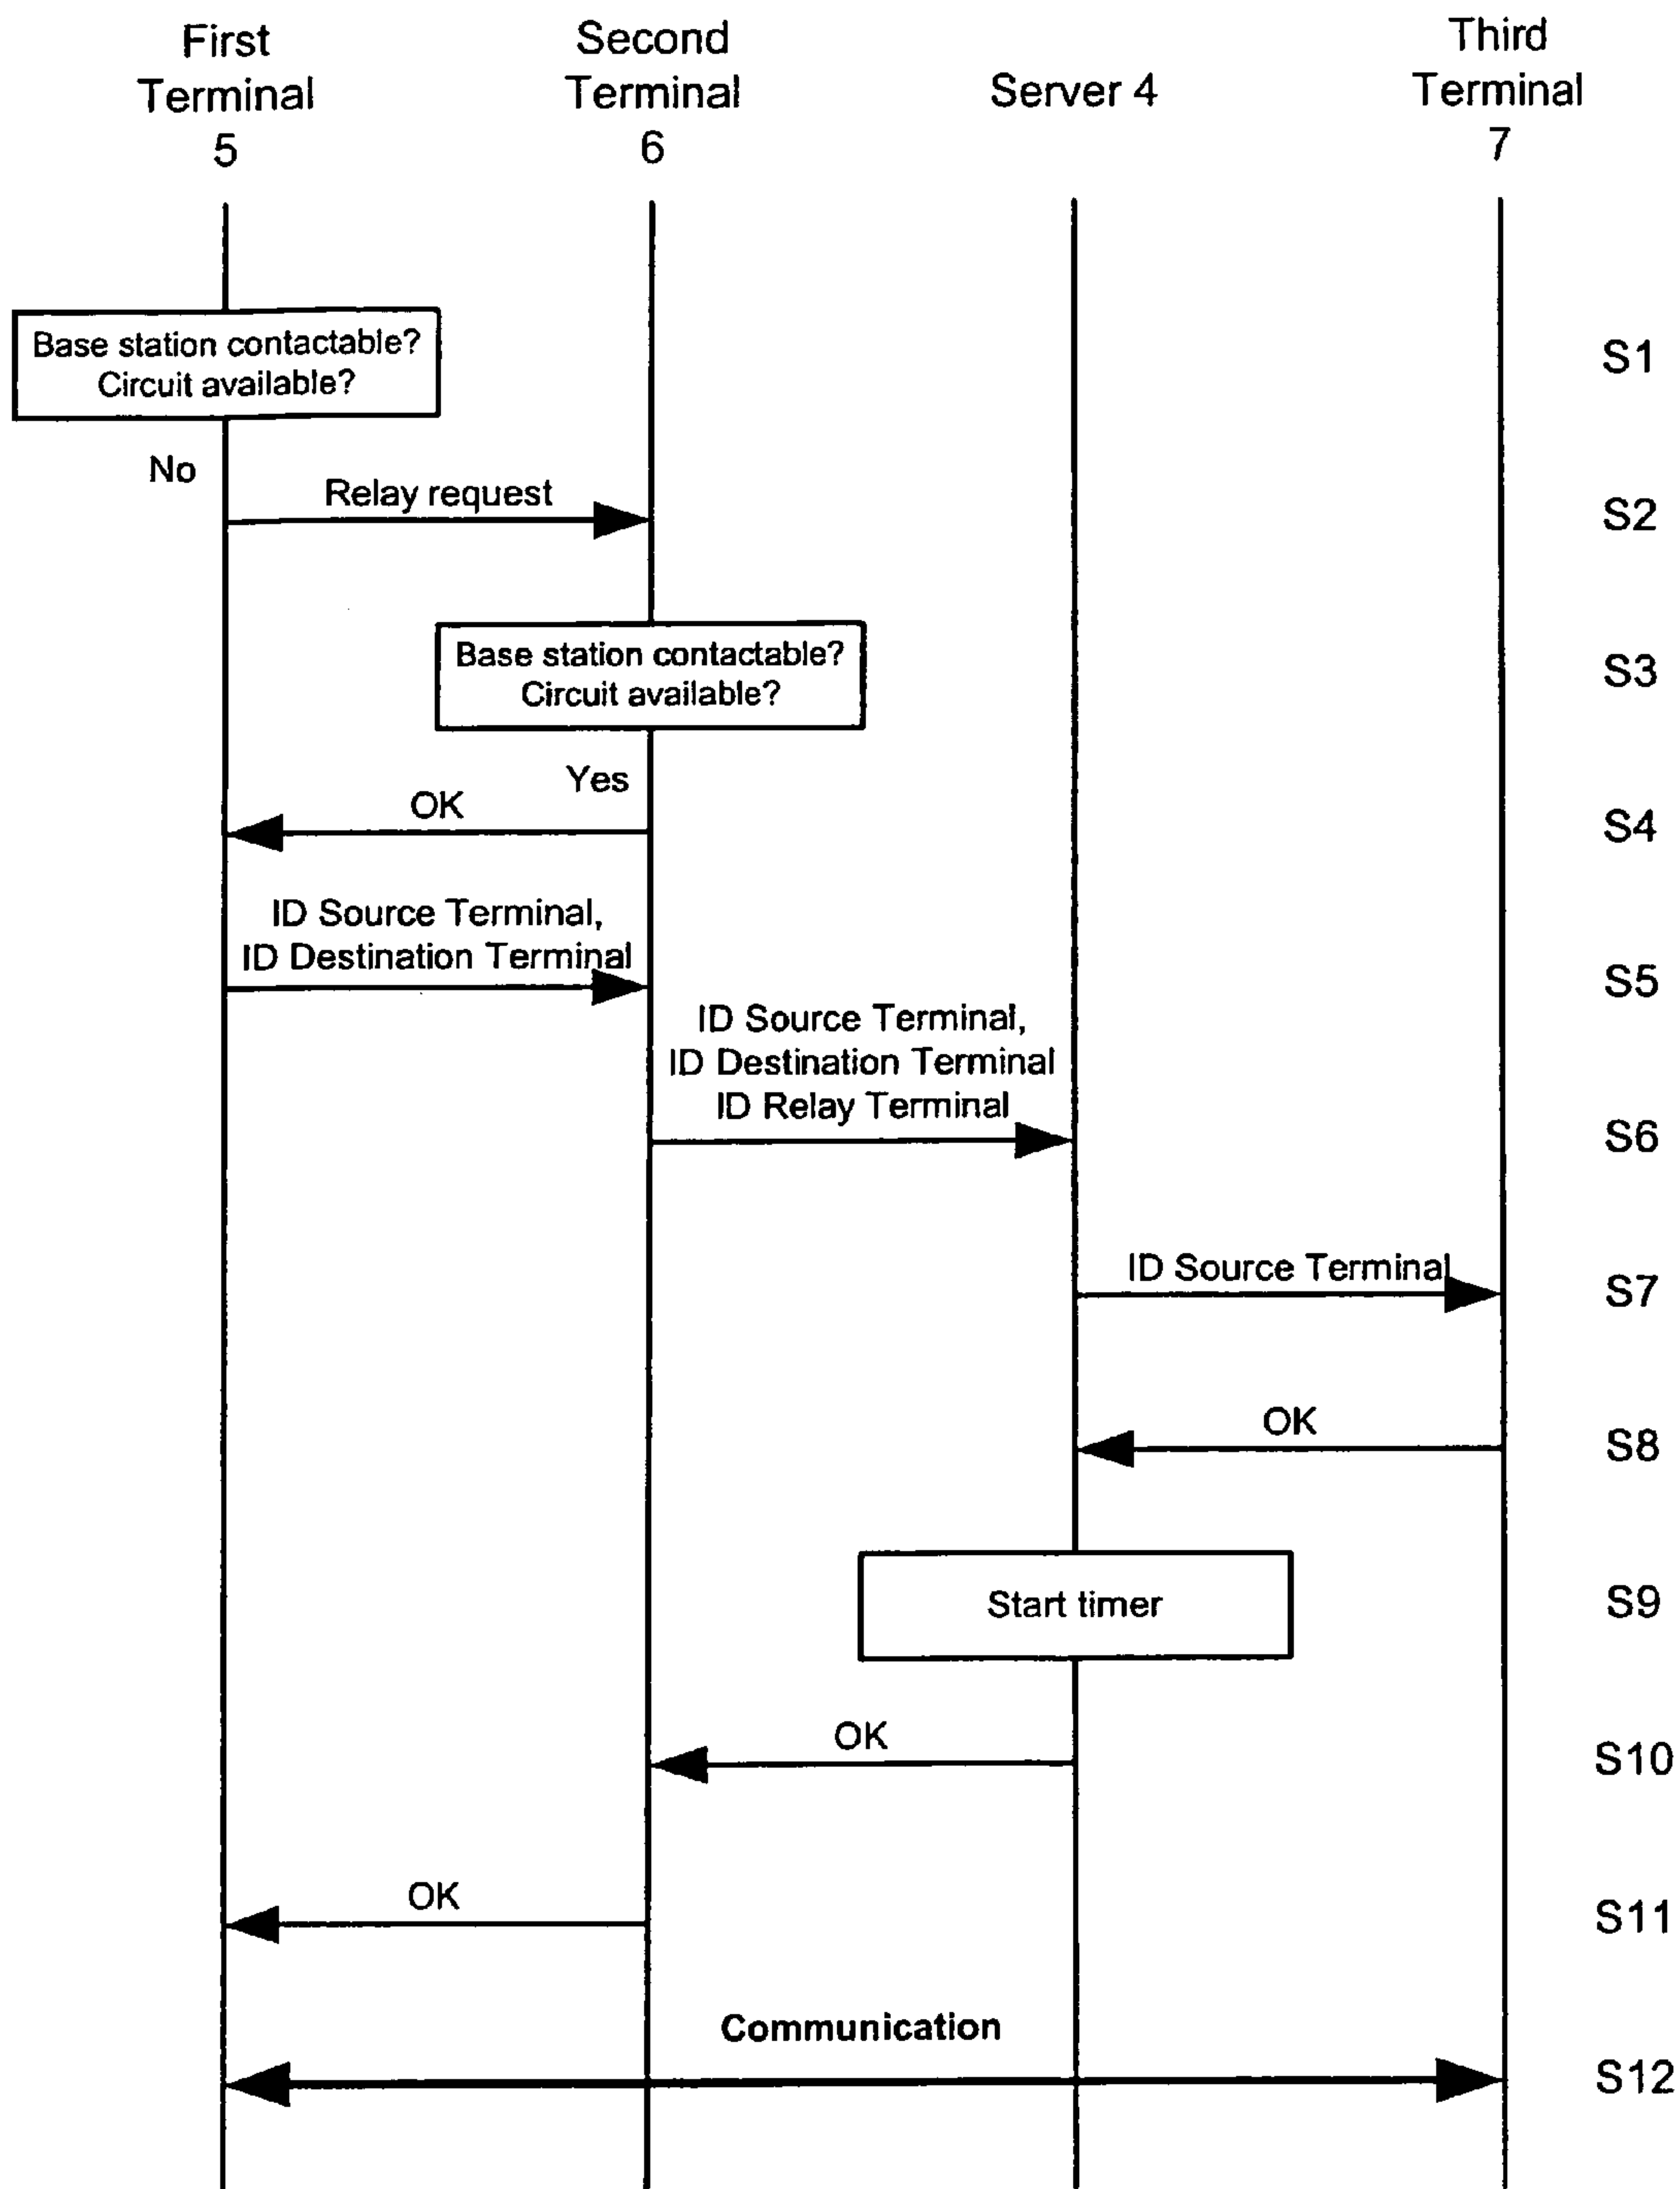 First
Terminal
5
Second
Terminal
6
Server 4
Third
Terminal
7
Base station contactable?
Circuit available?
S1
No
Relay request
S2
Base station contactable?
Circuit available?
S3
Yes
OK
S4
ID Source Terminal,
ID Destination Terminal
S5
ID Source Terminal,
ID Destination Terminal
ID Relay Terminal
S6
ID Source Terminal
S7
OK
S8
Start timer
S9
OK
S10
OK
S11
Communication
S12